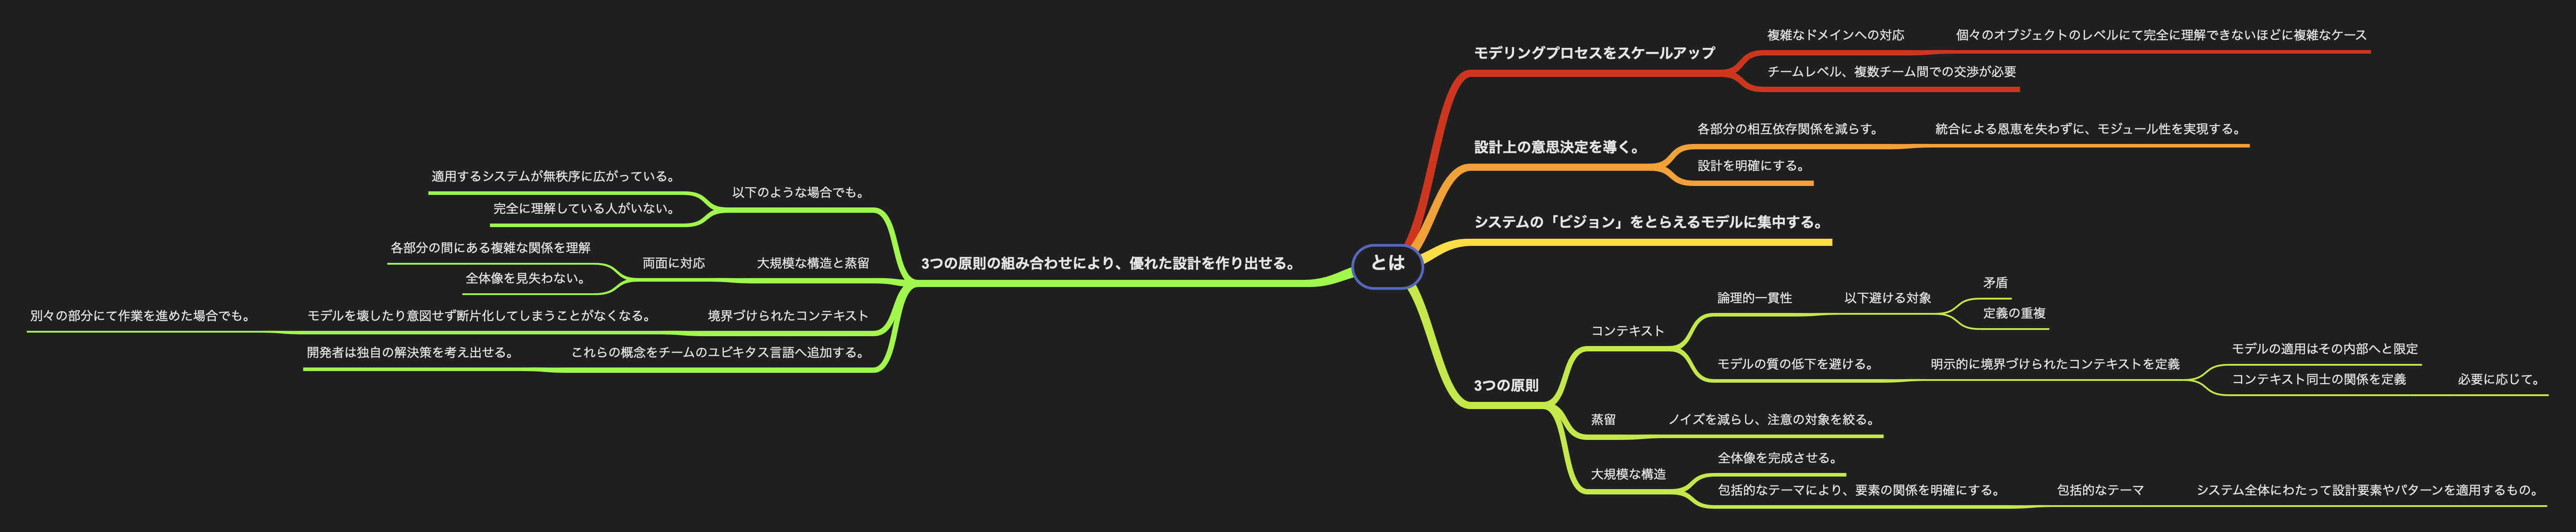 とは
モデリングプロセスをスケールアップ
複雑なドメインへの対応
個々のオブジェクトのレベルにて完全に理解できないほどに複雑なケース
チームレベル、複数チーム間での交渉が必要
設計上の意思決定を導く。
各部分の相互依存関係を減らす。
統合による恩恵を失わずに、モジュール性を実現する。
設計を明確にする。
システムの「ビジョン」をとらえるモデルに集中する。
3つの原則
コンテキスト
論理的一貫性
以下避ける対象
矛盾
定義の重複
モデルの質の低下を避ける。
明示的に境界づけられたコンテキストを定義
モデルの適用はその内部へと限定
コンテキスト同士の関係を定義
必要に応じて。
蒸留
ノイズを減らし、注意の対象を絞る。
大規模な構造
全体像を完成させる。
包括的なテーマにより、要素の関係を明確にする。
包括的なテーマ
システム全体にわたって設計要素やパターンを適用するもの。
3つの原則の組み合わせにより、優れた設計を作り出せる。
以下のような場合でも。
適用するシステムが無秩序に広がっている。
完全に理解している人がいない。
大規模な構造と蒸留
両面に対応
各部分の間にある複雑な関係を理解
全体像を見失わない。
境界づけられたコンテキスト
モデルを壊したり意図せず断片化してしまうことがなくなる。
別々の部分にて作業を進めた場合でも。
これらの概念をチームのユビキタス言語へ追加する。
開発者は独自の解決策を考え出せる。